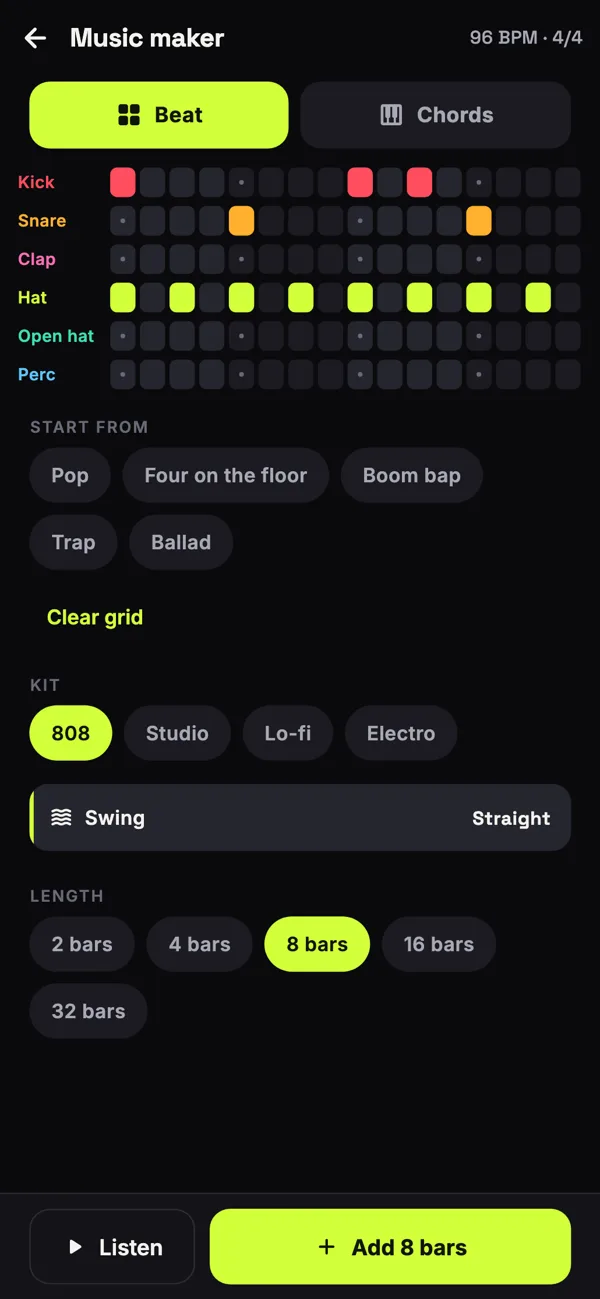 Music maker 96 BPM · 4/4
Beat Chords
Kick
Snare
Clap
Hat
Open hat
Perc
START FROM
Pop Four on the floor Boom bap
Trap Ballad
Clear grid
KIT
808 Studio Lo-fi Electro
Swing Straight
LENGTH
2 bars 4 bars 8 bars 16 bars
32 bars
Listen + Add 8 bars